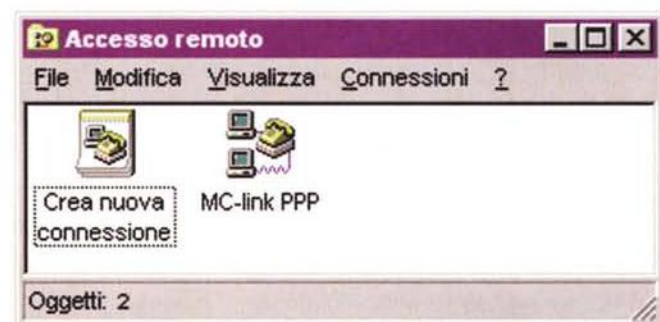 Accesso remoto
File Modifica Visualizza Connessioni ?
Crea nuova connessione
MC-link PPP
Oggetti: 2